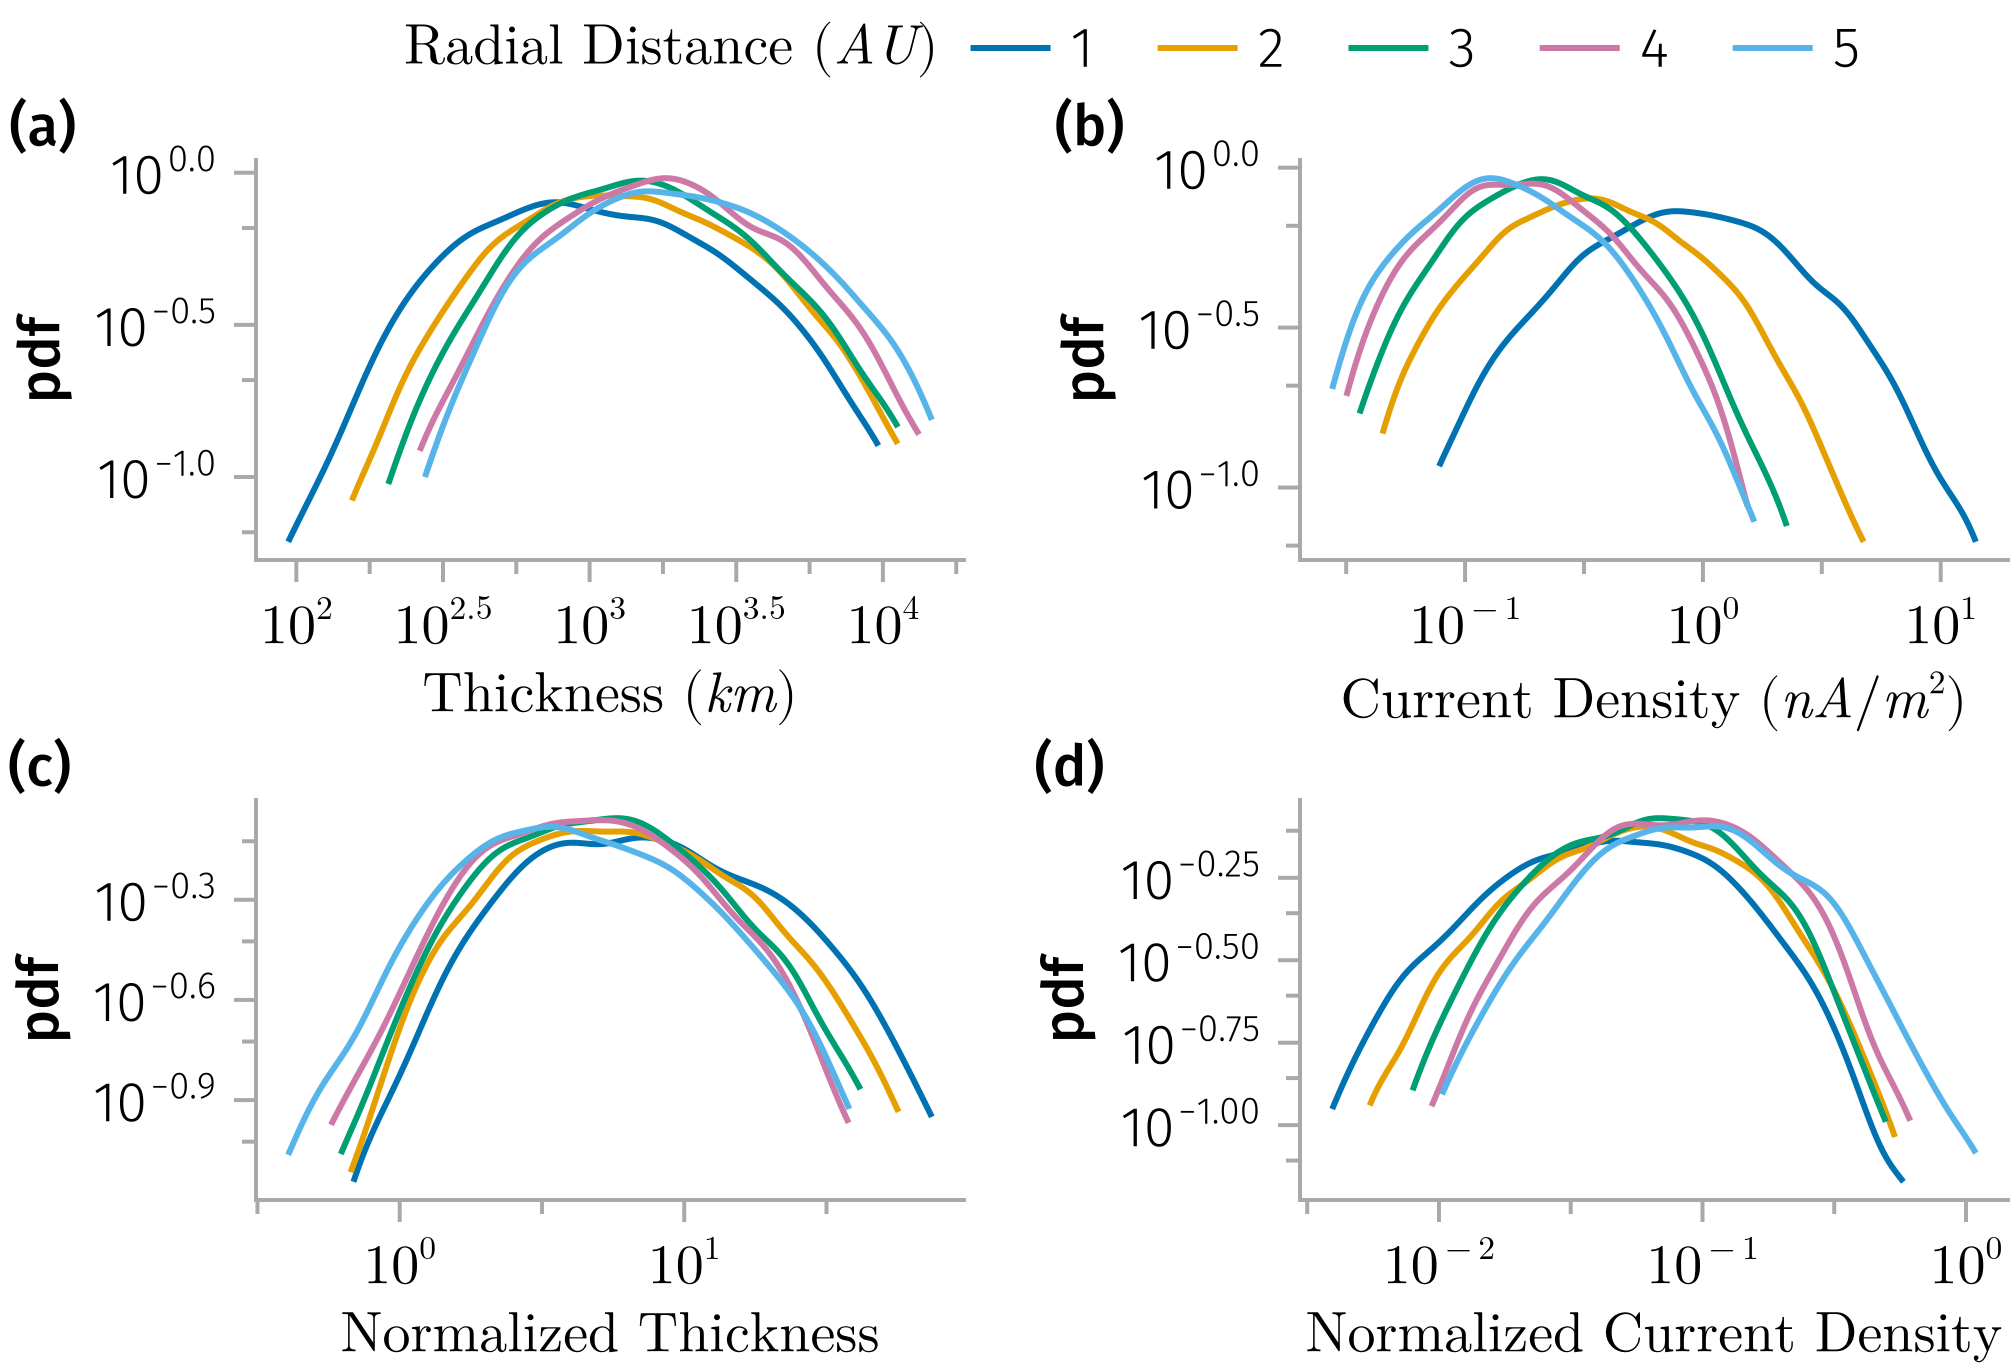 Radial Distance (AU) 1 2 3 4 5
(a)
pdf
10^0.0
10^−0.5
10^−1.0
10^2 10^2.5 10^3 10^3.5 10^4
Thickness (km)
(b)
pdf
10^0.0
10^−0.5
10^−1.0
10^−1 10^0 10^1
Current Density (nA/m^2)
(c)
pdf
10^−0.3
10^−0.6
10^−0.9
10^0 10^1
Normalized Thickness
(d)
pdf
10^−0.25
10^−0.50
10^−0.75
10^−1.00
10^−2 10^−1 10^0
Normalized Current Density